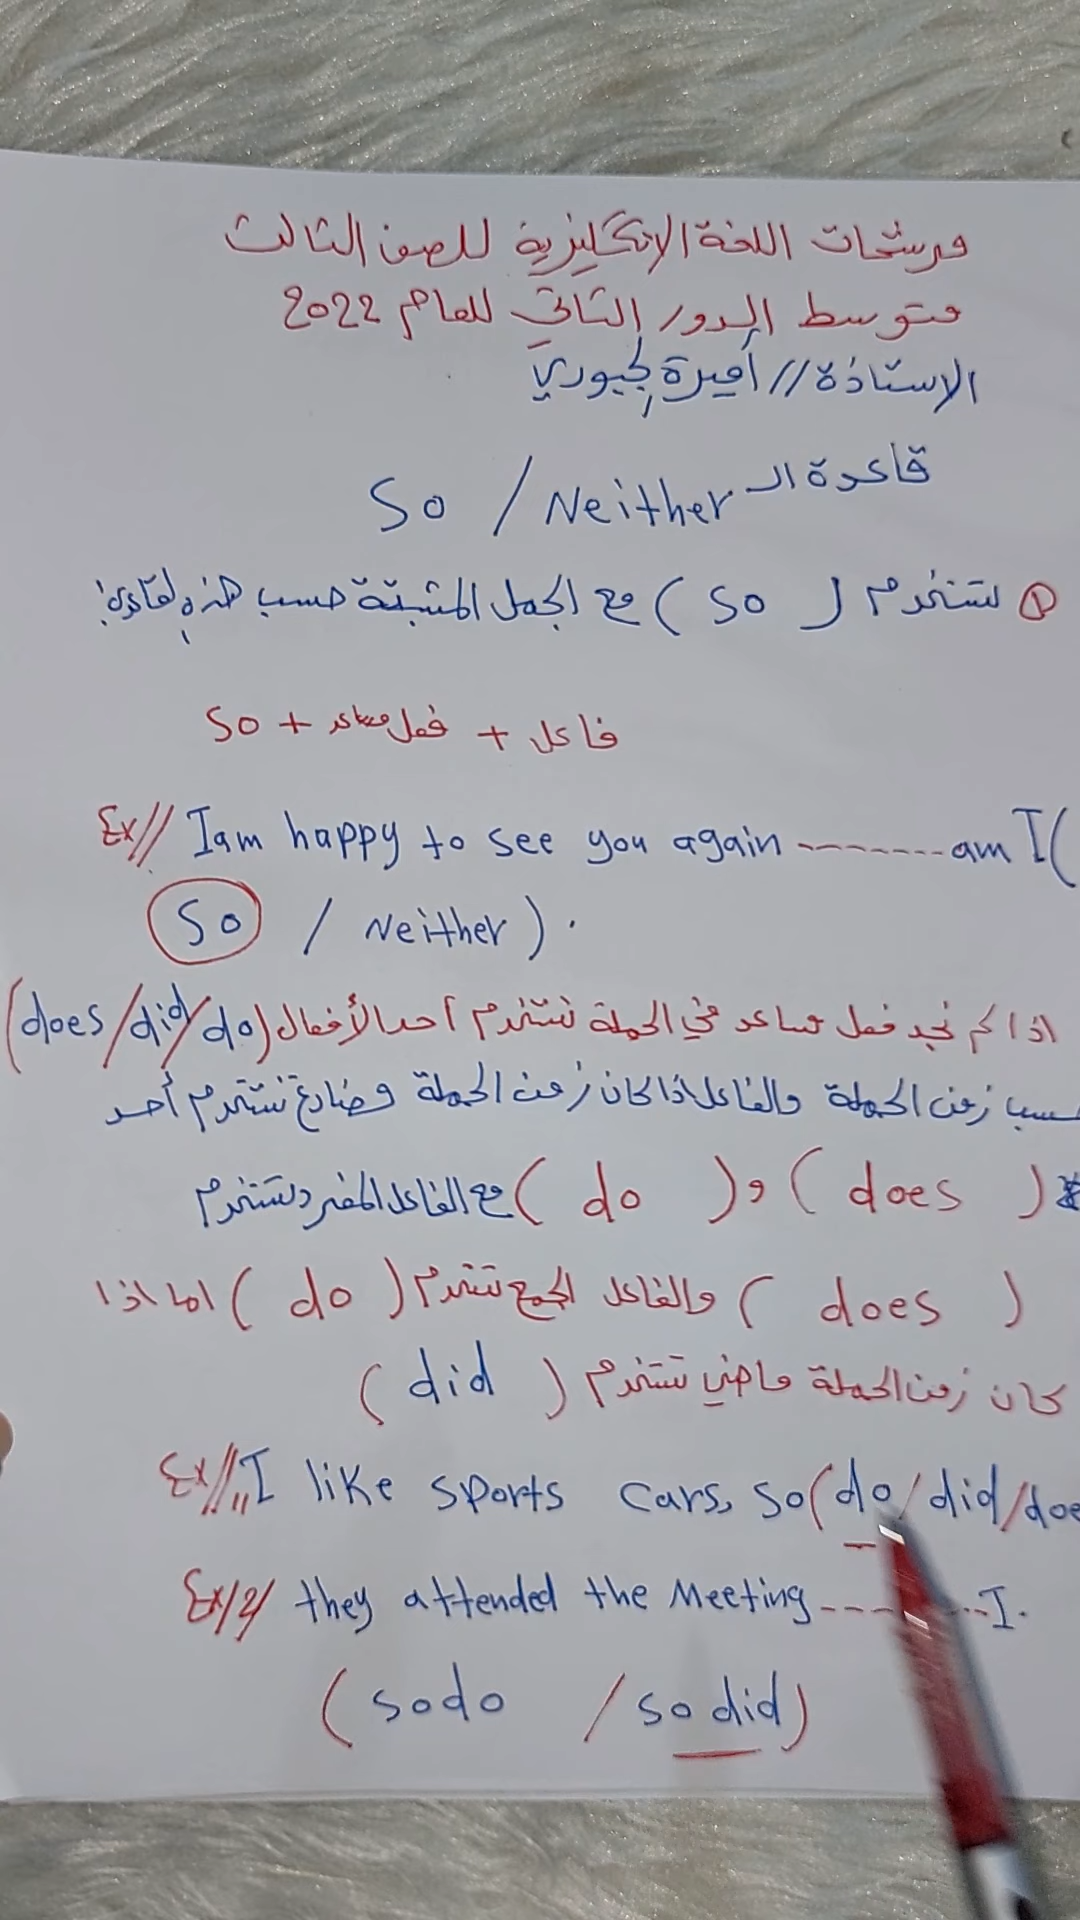 مرشحات اللغة الإنكليزية للصف الثالث
متوسط الدور الثاني للعام 2022
الاستاذة // أميرة الجبوري
قاعدة الـ So / Neither
① نستخدم ( So ) مع الجمل المثبتة حسب هذه القاعدة:
So + فعل مساعد + فاعل
Ex// I am happy to see you again -------- am I (
So / Neither ) .
اذا لم نجد فعل مساعد في الجملة نستخدم احد الأفعال (does/did/do)
حسب زمن الجملة والفاعل اذا كان زمن الجملة مضارع نستخدم أحد
( does ) و ( do ) مع الفاعل المفرد نستخدم
( does ) والفاعل الجمع نستخدم ( do ) اما اذا
كان زمن الجملة ماضي نستخدم ( did )
Ex//1, I like sports cars, so (do/did/doe
Ex/2/ they attended the Meeting -------- I.
(so do / so did)